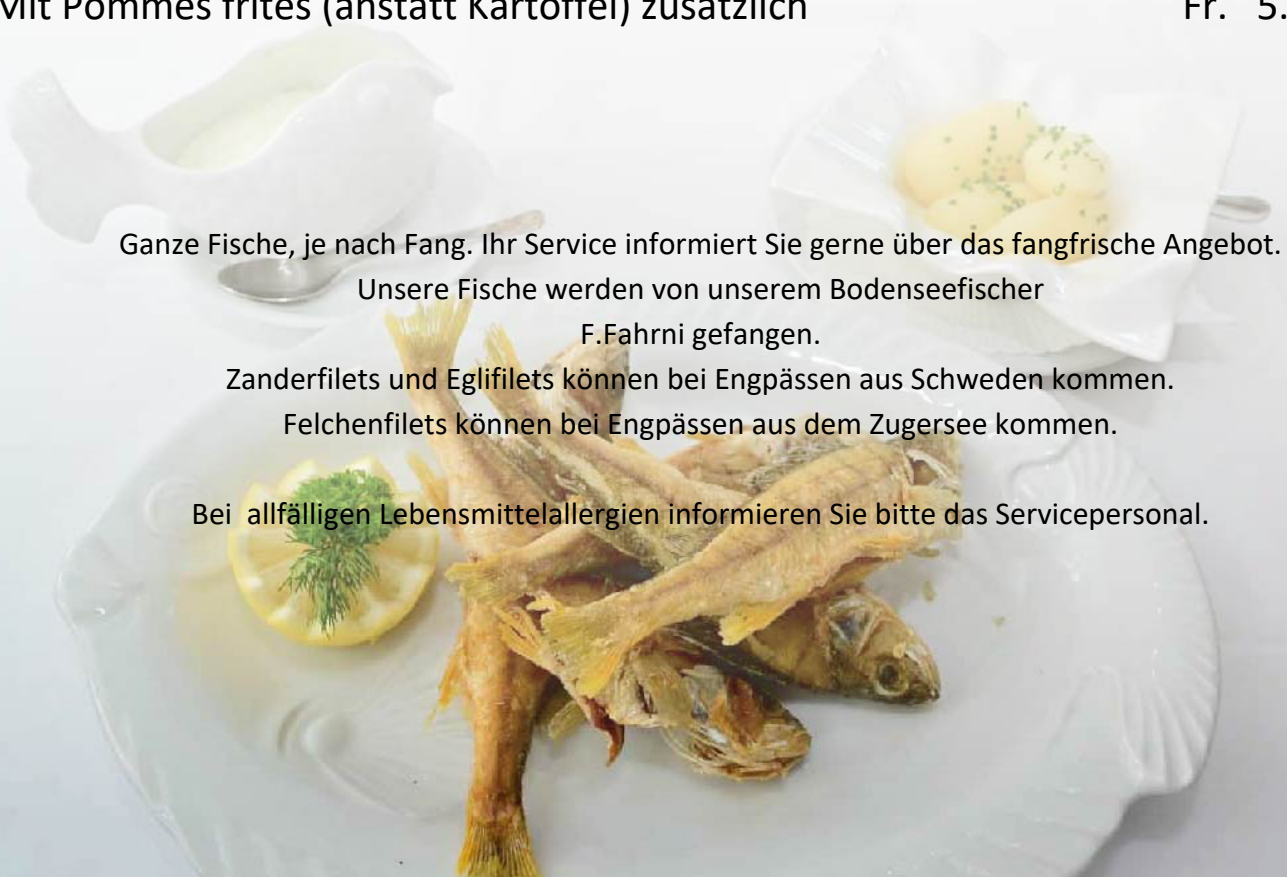 Mit Pommes frites (anstatt Kartoffel) zusätzlich Fr. 5.
Ganze Fische, je nach Fang. Ihr Service informiert Sie gerne über das fangfrische Angebot.
Unsere Fische werden von unserem Bodenseefischer
F.Fahrni gefangen.
Zanderfilets und Eglifilets können bei Engpässen aus Schweden kommen.
Felchenfilets können bei Engpässen aus dem Zugersee kommen.
Bei allfälligen Lebensmittelallergien informieren Sie bitte das Servicepersonal.